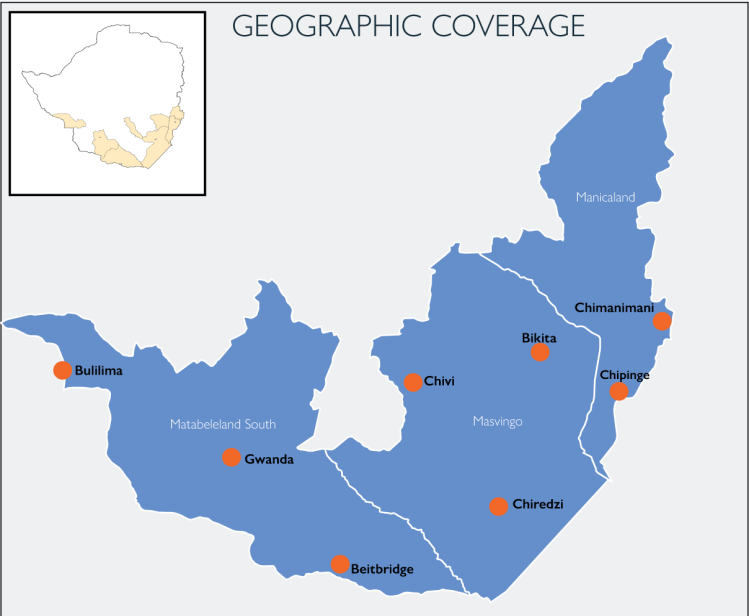 GEOGRAPHIC COVERAGE
Manicaland
Chimanimani
Bikita
Chipinge
Bulilima
Chivi
Matabeleland South
Masvingo
Gwanda
Chiredzi
Beitbridge